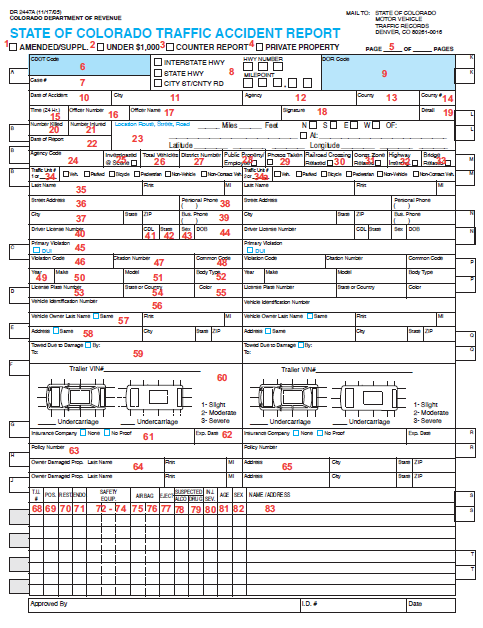 DR 2447A (11/17/05)
COLORADO DEPARTMENT OF REVENUE
MAIL TO: STATE OF COLORADO
MOTOR VEHICLE
TRAFFIC RECORDS
DENVER, CO 80261-0016
STATE OF COLORADO TRAFFIC ACCIDENT REPORT
1 AMENDED/SUPPL. 2 UNDER $1,000 3 COUNTER REPORT 4 PRIVATE PROPERTY PAGE 5 OF PAGES
CDOT Code 6
INTERSTATE HWY
STATE HWY 8
CITY ST/CNTY RD
HWY NUMBER
MILEPOINT
DOR Code 9
Case # 7
Date of Accident 10 City 11 Agency 12 County 13 County # 14
Time (24 Hr.) 15 Officer Number 16 Officer Name 17 Signature 18 Detail 19
Number Killed 20 Number Injured 21 Location Route, Street, Road Miles Feet N S E W OF:
Date of Report 22 23 At:
Latitude Longitude
Agency Code 24 Investigated @ Scene 25 Total Vehicles 26 District Number 27 Public Property/ Employee 28 Photos Taken 29 Railroad Crossing Related 30 Const. Zone Related 31 Highway Related 32 Bridge Related 33
Traffic Unit # 1 or 34 Veh. Parked Bicycle Pedestrian Non-Vehicle Non-Contact Veh.
Traffic Unit # 2 or 34 Veh. Parked Bicycle Pedestrian Non-Vehicle Non-Contact Veh.
Last Name 35 First MI Last Name First MI
Street Address 36 Personal Phone ( ) 38 Street Address Personal Phone ( )
City 37 State ZIP Bus. Phone ( ) 39 City State ZIP Bus. Phone ( )
Driver License Number 40 CDL 41 State 42 Sex 43 DOB 44 Driver License Number CDL State Sex DOB
Primary Violation 45 Primary Violation
DUI DUI
Violation Code 46 Citation Number 47 Common Code 48 Violation Code Citation Number Common Code
Year 49 Make 50 Model 51 Body Type 52 Year Make Model Body Type
License Plate Number 53 State or Country 54 Color 55 License Plate Number State or Country Color
Vehicle Identification Number 56 Vehicle Identification Number
Vehicle Owner Last Name Same 57 First MI Vehicle Owner Last Name Same First MI
Address Same 58 City State ZIP Address Same City State ZIP
Towed Due to Damage By: Towed Due to Damage By:
To: 59 To:
Trailer VIN# 60 Trailer VIN#
1- Slight
2- Moderate
3- Severe
1- Slight
2- Moderate
3- Severe
Undercarriage Undercarriage Undercarriage Undercarriage
Insurance Company None No Proof 61 Exp. Date 62 Insurance Company None No Proof Exp. Date
Policy Number 63 Policy Number
Owner Damaged Prop. Last Name 64 First MI Address 65 City State ZIP
Owner Damaged Prop. Last Name First MI Address City State ZIP
T.U. # POS. REST. ENDO SAFETY EQUIP. AIR BAG EJECT SUSPECTED ALCO DRUG INJ. SEV. AGE SEX NAME / ADDRESS
68 69 70 71 72 - 74 75 76 77 78 79 80 81 82 83
Approved By I.D. # Date